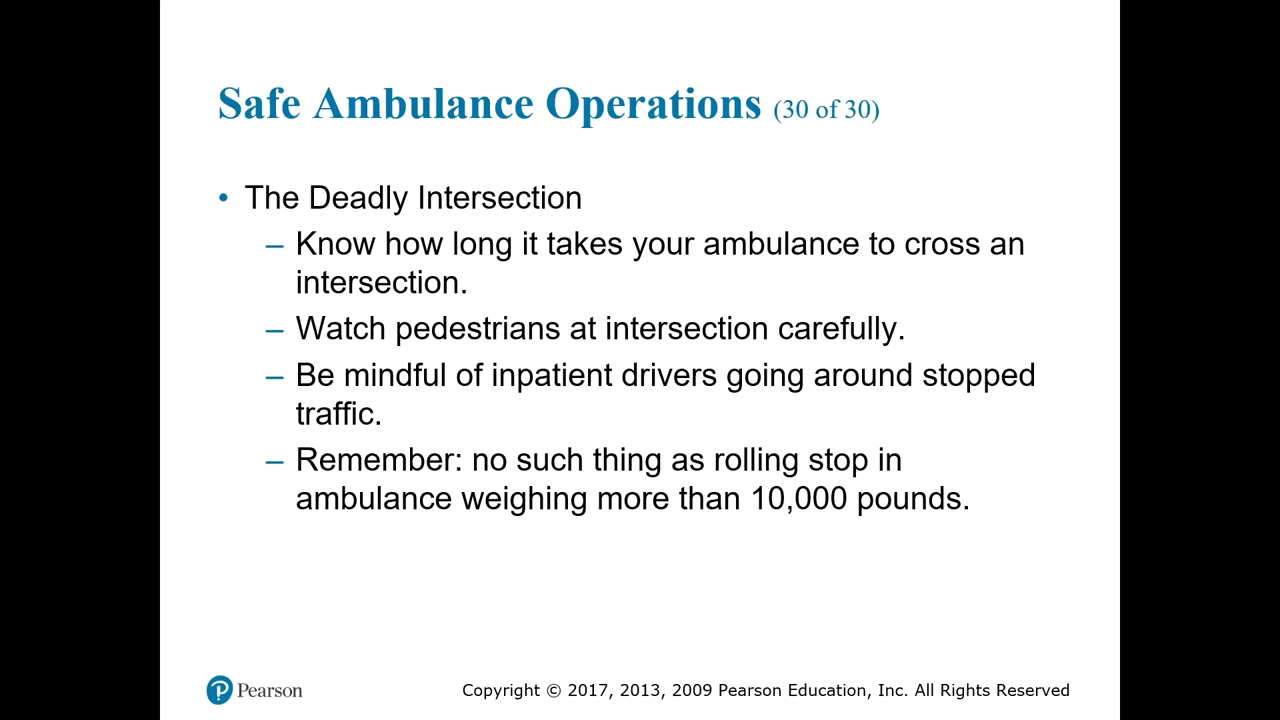 Safe Ambulance Operations (30 of 30)
• The Deadly Intersection
– Know how long it takes your ambulance to cross an
intersection.
– Watch pedestrians at intersection carefully.
– Be mindful of inpatient drivers going around stopped
traffic.
– Remember: no such thing as rolling stop in
ambulance weighing more than 10,000 pounds.
P Pearson
Copyright © 2017, 2013, 2009 Pearson Education, Inc. All Rights Reserved